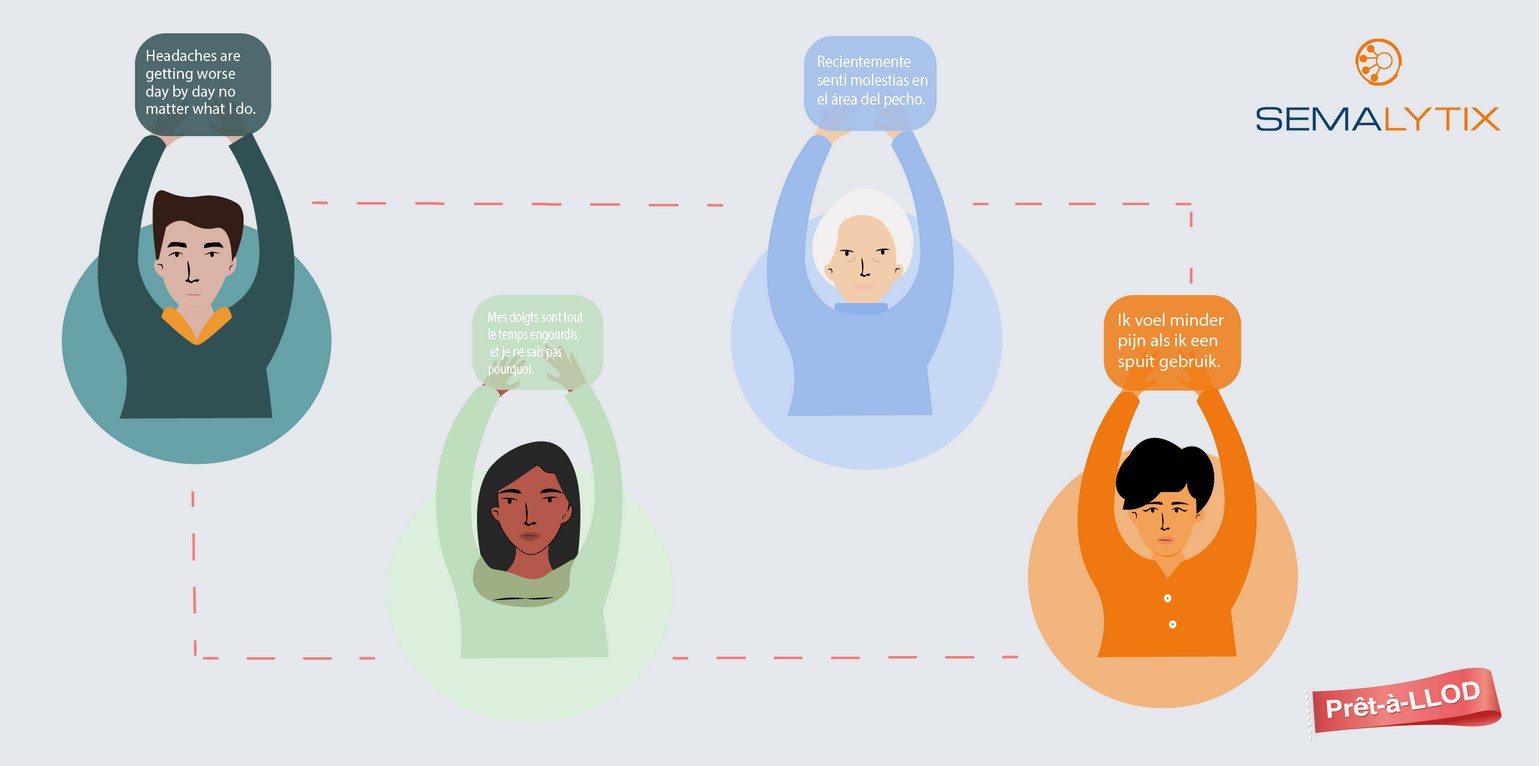 Headaches are
getting worse
day by day no
matter what I do.
Recientemente
sentí molestias en
el área del pecho.
SEMALYTIX
Mes doigts sont tout
le temps engourdis,
et je ne sais pas
pourquoi.
Ik voel minder
pijn als ik een
spuit gebruik.
Prêt-à-LLOD